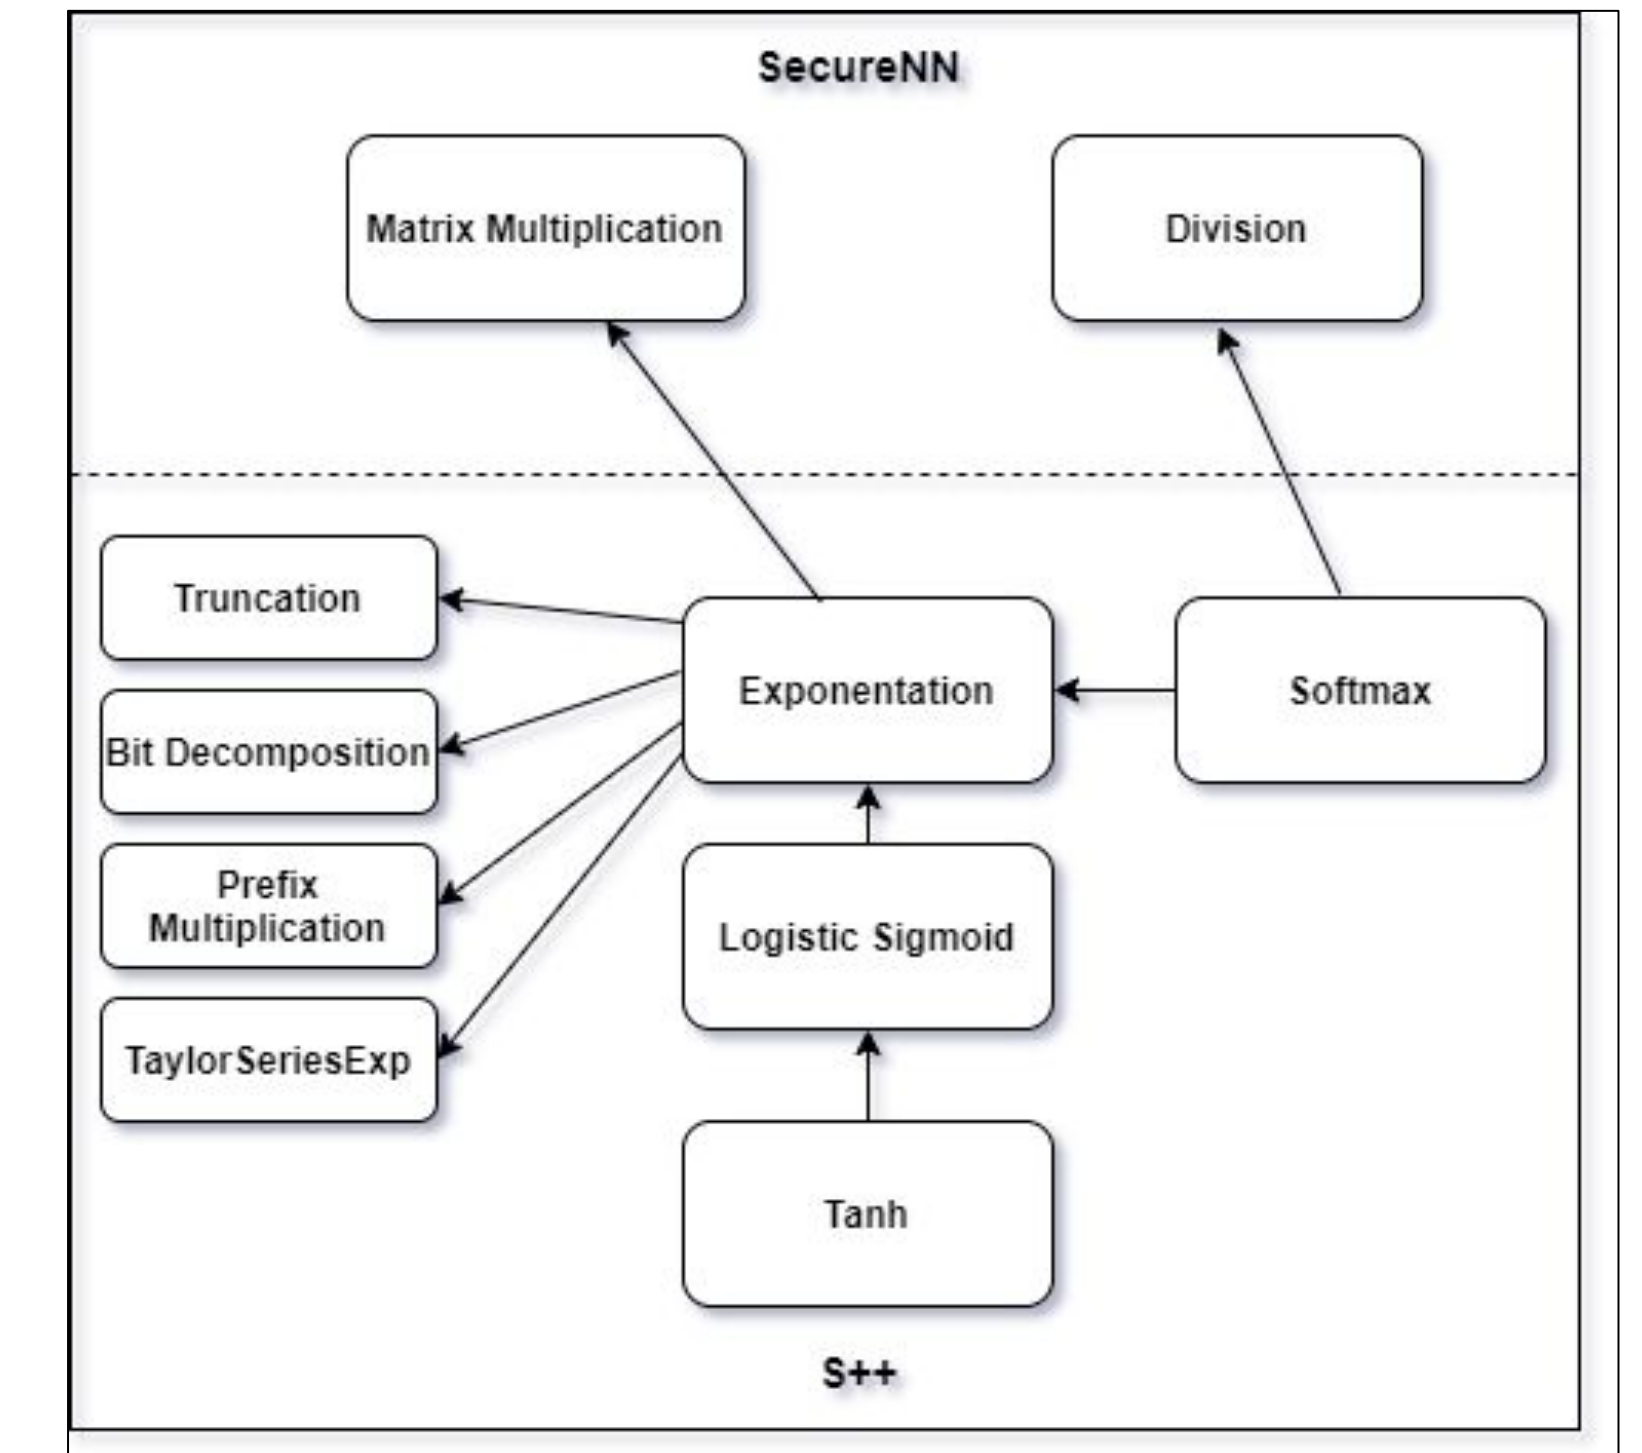 SecureNN
Matrix Multiplication
Division
Truncation
Exponentation
Softmax
Bit Decomposition
Prefix
Multiplication
Logistic Sigmoid
TaylorSeriesExp
Tanh
S++